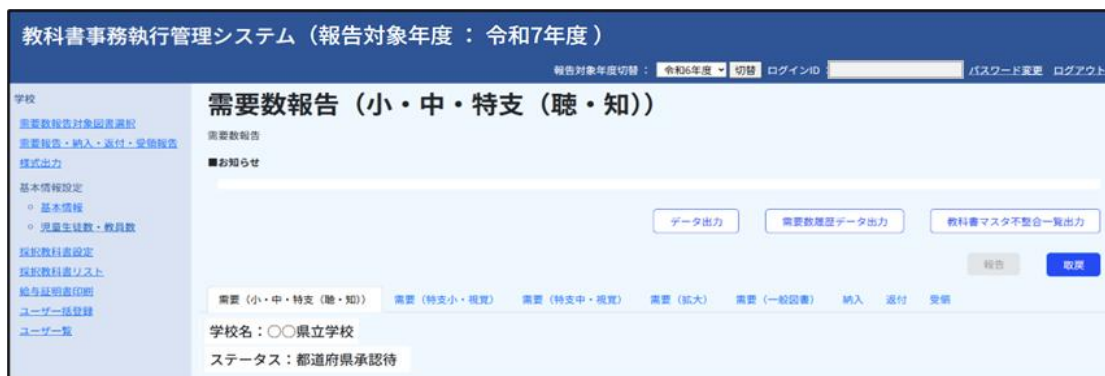 教科書事務執行管理システム（報告対象年度 ： 令和7年度 ）
報告対象年度切替： 令和6年度 切替 ログインID パスワード変更 ログアウト
学校
需要数報告対象図書選択
需要報告・納入・返付・受領報告
様式出力
基本情報設定
基本情報
児童生徒数・教員数
採択教科書設定
採択教科書リスト
給与証明書印刷
ユーザー括登録
ユーザー覧
需要数報告（小・中・特支（聴・知））
需要数報告
■お知らせ
データ出力 需要数履歴データ出力 教科書マスタ不整合一覧出力
報告 取戻
需要（小・中・特支（聴・知）） 需要（特支小・視覚） 需要（特支中・視覚） 需要（拡大） 需要（一般図書） 納入 返付 受領
学校名：〇〇県立学校
ステータス：都道府県承認待